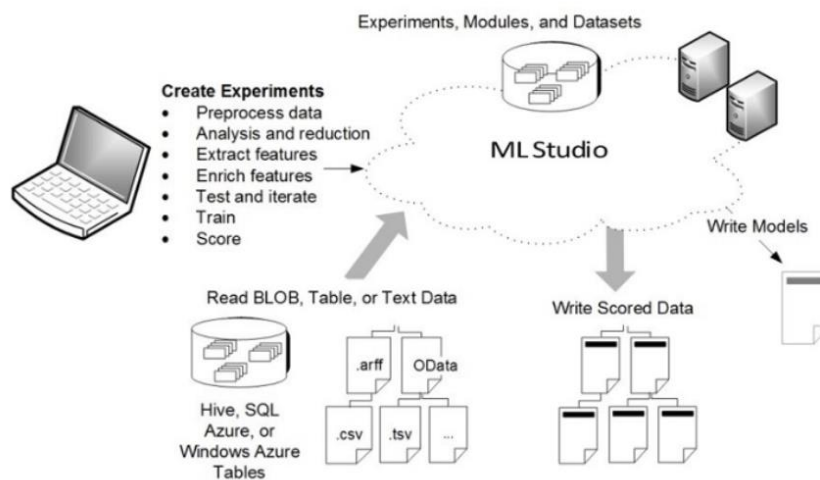 Experiments, Modules, and Datasets
Create Experiments
• Preprocess data
• Analysis and reduction
• Extract features
• Enrich features
• Test and iterate
• Train
• Score
ML Studio
Write Models
Read BLOB, Table, or Text Data
.arff
OData
.csv
.tsv
...
Hive, SQL
Azure, or
Windows Azure
Tables
Write Scored Data